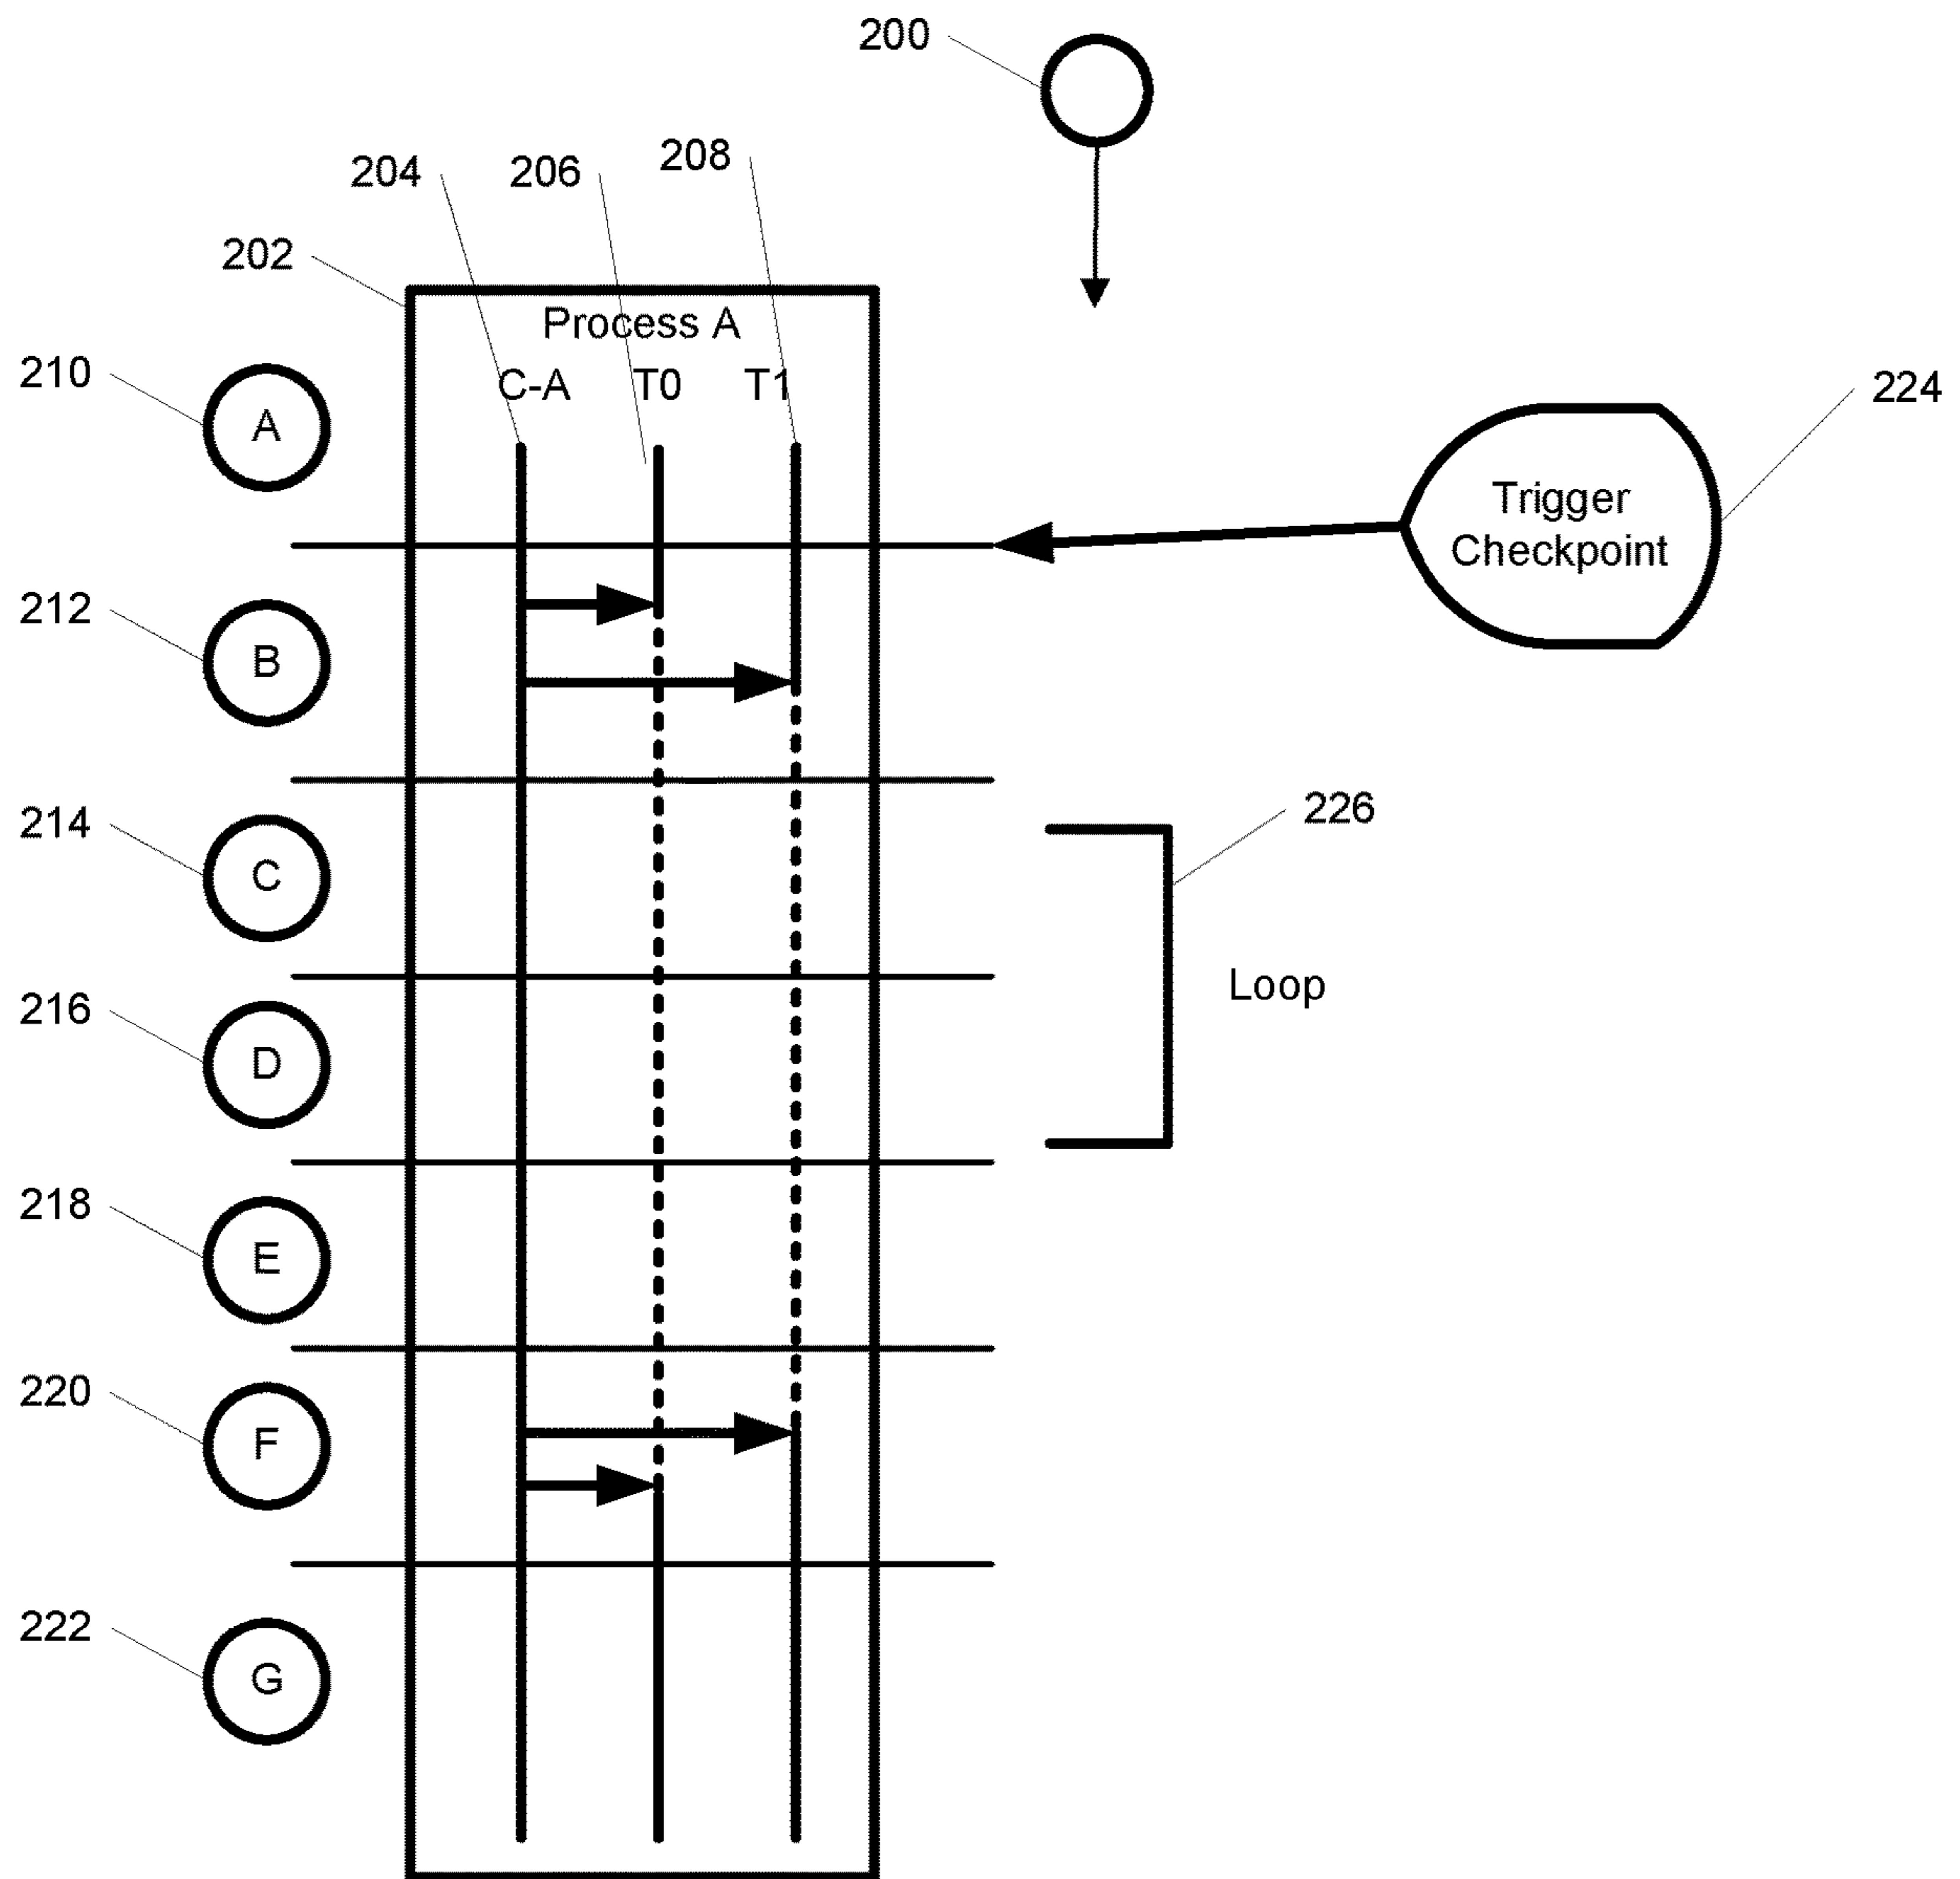 200
204 206 208
202
Process A
C-A T0 T1
210
A
224
Trigger
Checkpoint
212
B
214
C
226
Loop
216
D
218
E
220
F
222
G